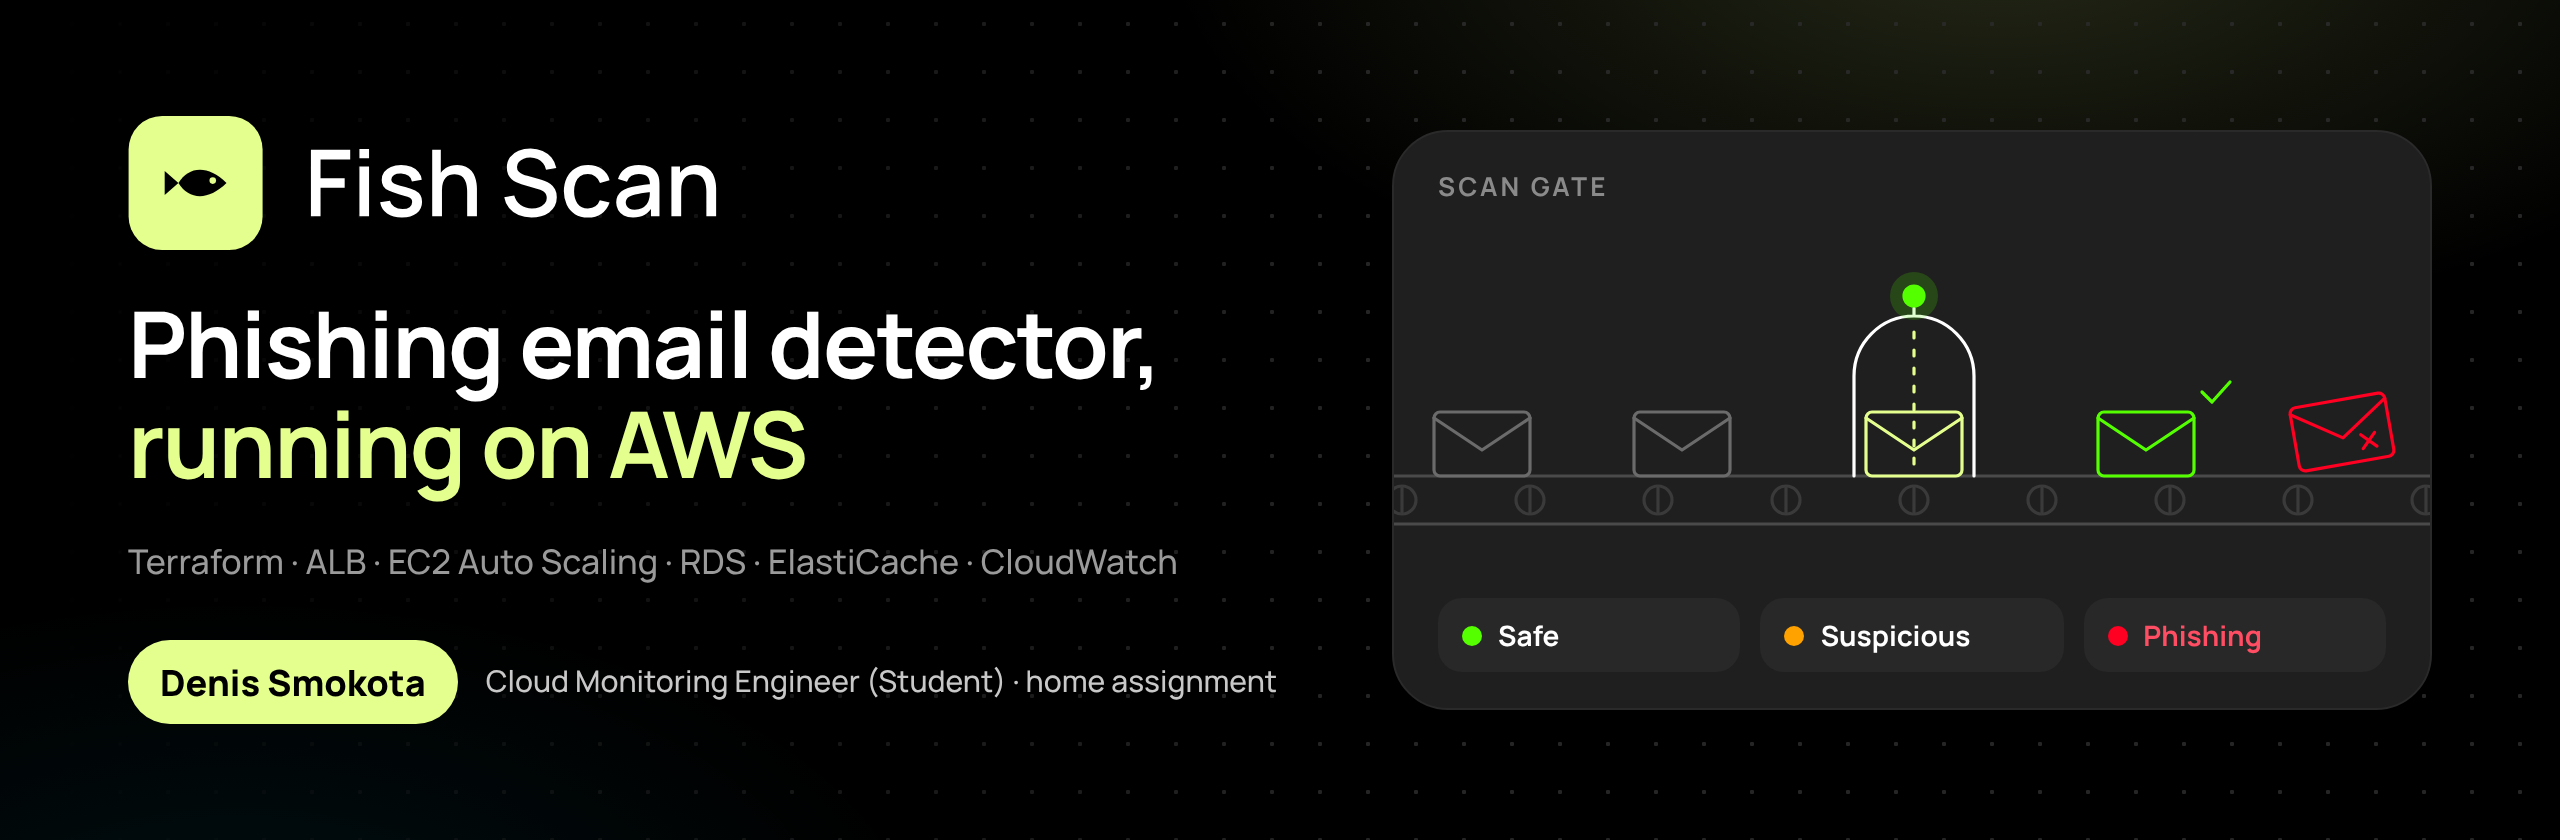 Fish Scan
Phishing email detector,
running on AWS
Terraform · ALB · EC2 Auto Scaling · RDS · ElastiCache · CloudWatch
Denis Smokota
Cloud Monitoring Engineer (Student) · home assignment
SCAN GATE
Safe
Suspicious
Phishing